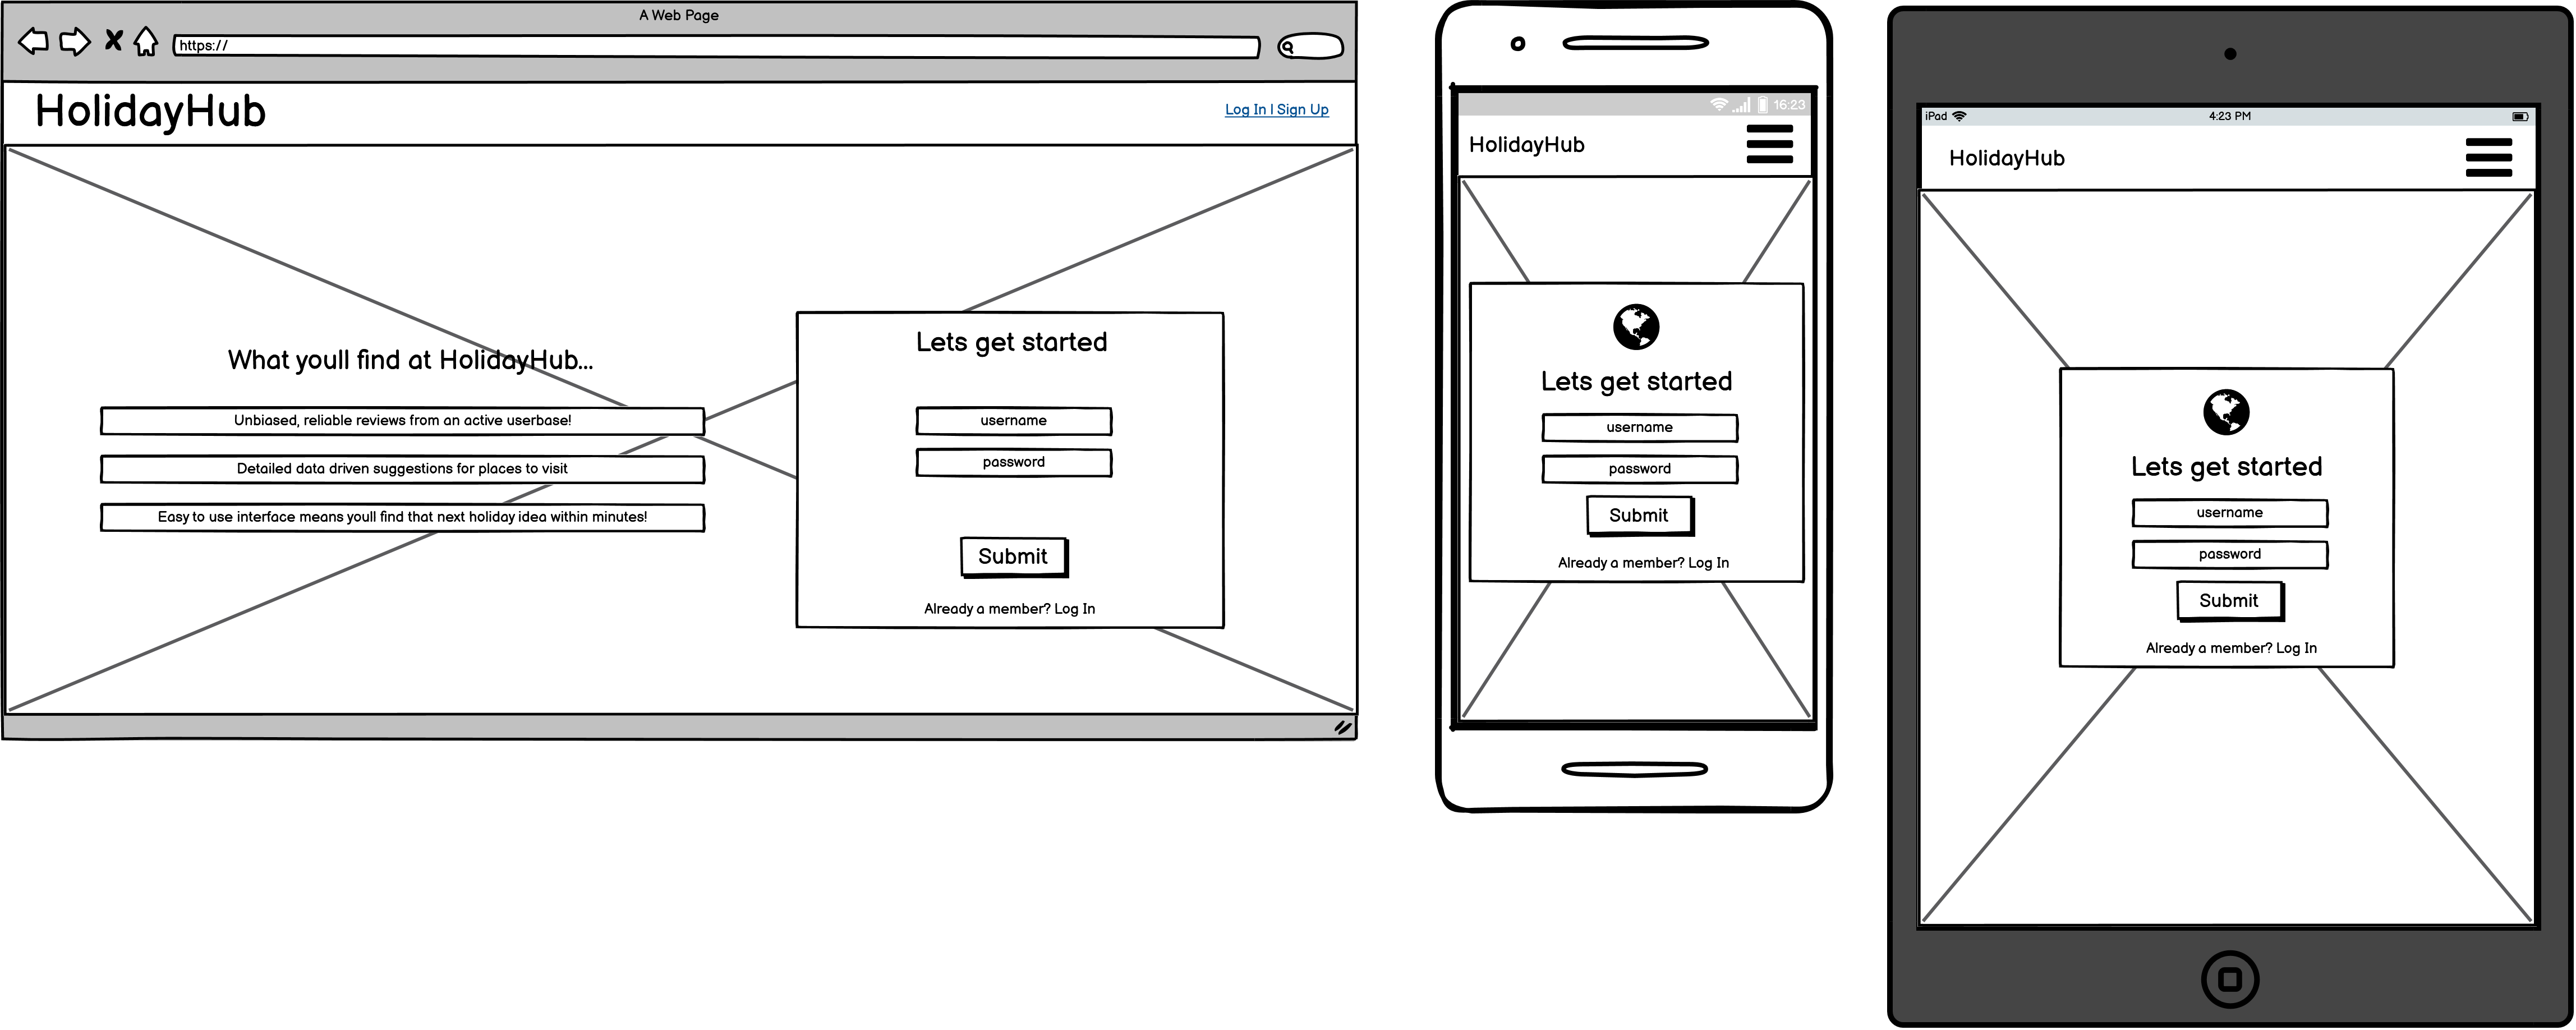 A Web Page
https://
HolidayHub
Log In | Sign Up
What youll find at HolidayHub...
Unbiased, reliable reviews from an active userbase!
Detailed data driven suggestions for places to visit
Easy to use interface means youll find that next holiday idea within minutes!
Lets get started
username
password
Submit
Already a member? Log In
16:23
HolidayHub
Lets get started
username
password
Submit
Already a member? Log In
iPad
4:23 PM
HolidayHub
Lets get started
username
password
Submit
Already a member? Log In